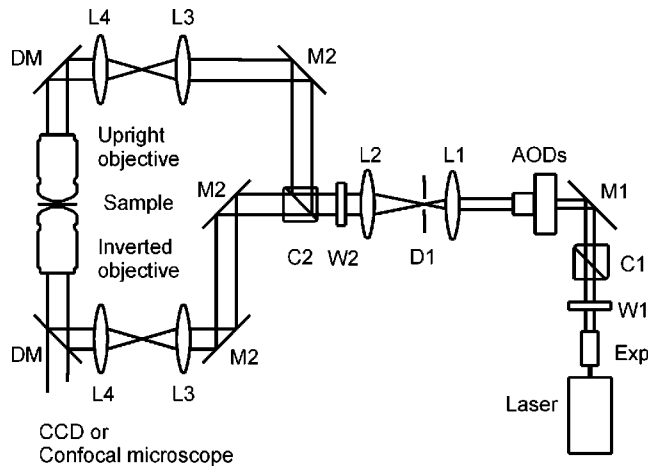 L4
L3
DM
M2
Upright
objective
Sample
Inverted
objective
M2
L2
L1
AODs
M1
C2
W2
D1
C1
W1
Exp
Laser
DM
L4
L3
M2
CCD or
Confocal microscope